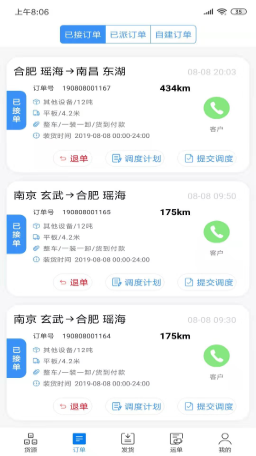 上午8:06 35
已接订单 已派订单 自建订单
合肥 瑶海→南昌 东湖 08-08 20:03
已接单
订单号 190808001167 434km
其他设备/12吨
平板/4.2米
整车/一装一卸/货到付款
装货时间 2019-08-08 00:00-24:00
客户
退单 调度计划 提交调度
南京 玄武→合肥 瑶海 08-08 09:50
已接单
订单号 190808001165 175km
其他设备/12吨
平板/4.2米
整车/一装一卸/货到付款
装货时间 2019-08-08 00:00-24:00
客户
退单 调度计划 提交调度
南京 玄武→合肥 瑶海 08-08 09:30
已接单
订单号 190808001164 175km
其他设备/12吨
平板/4.2米
整车/一装一卸/货到付款
装货时间 2019-08-08 00:00-24:00
客户
退单 调度计划 提交调度
货源 订单 发货 运单 我的